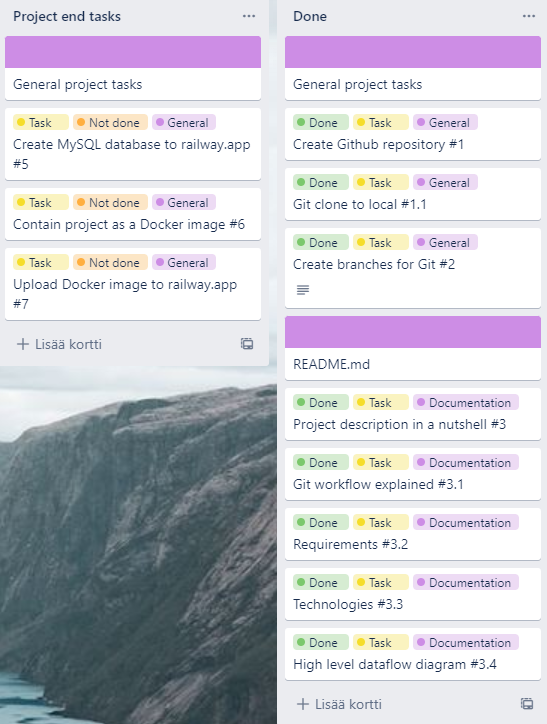 Project end tasks
General project tasks
Task Not done General
Create MySQL database to railway.app
#5
Task Not done General
Contain project as a Docker image #6
Task Not done General
Upload Docker image to railway.app
#7
Lisää kortti
Done
General project tasks
Done Task General
Create Github repository #1
Done Task General
Git clone to local #1.1
Done Task General
Create branches for Git #2
README.md
Done Task Documentation
Project description in a nutshell #3
Done Task Documentation
Git workflow explained #3.1
Done Task Documentation
Requirements #3.2
Done Task Documentation
Technologies #3.3
Done Task Documentation
High level dataflow diagram #3.4
Lisää kortti